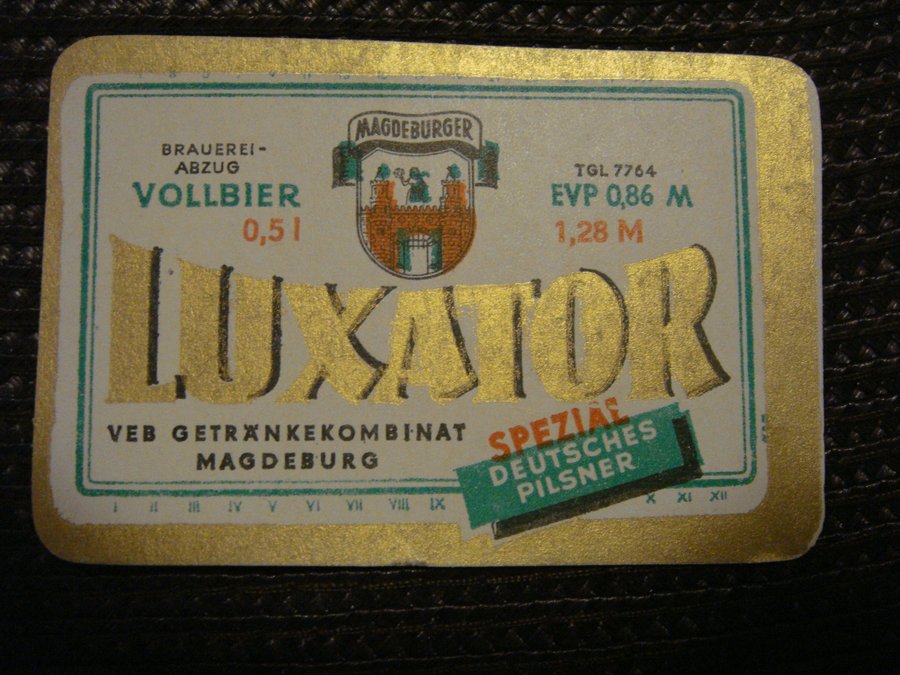 MAGDEBURGER
BRAUEREI-
ABZUG
VOLLBIER
0,5 l
TGL 7764
EVP 0,86 M
1,28 M
LUXATOR
VEB GETRÄNKEKOMBINAT
MAGDEBURG
SPEZIAL
DEUTSCHES
PILSNER
I II III IV V VI VII VIII IX X XI XII